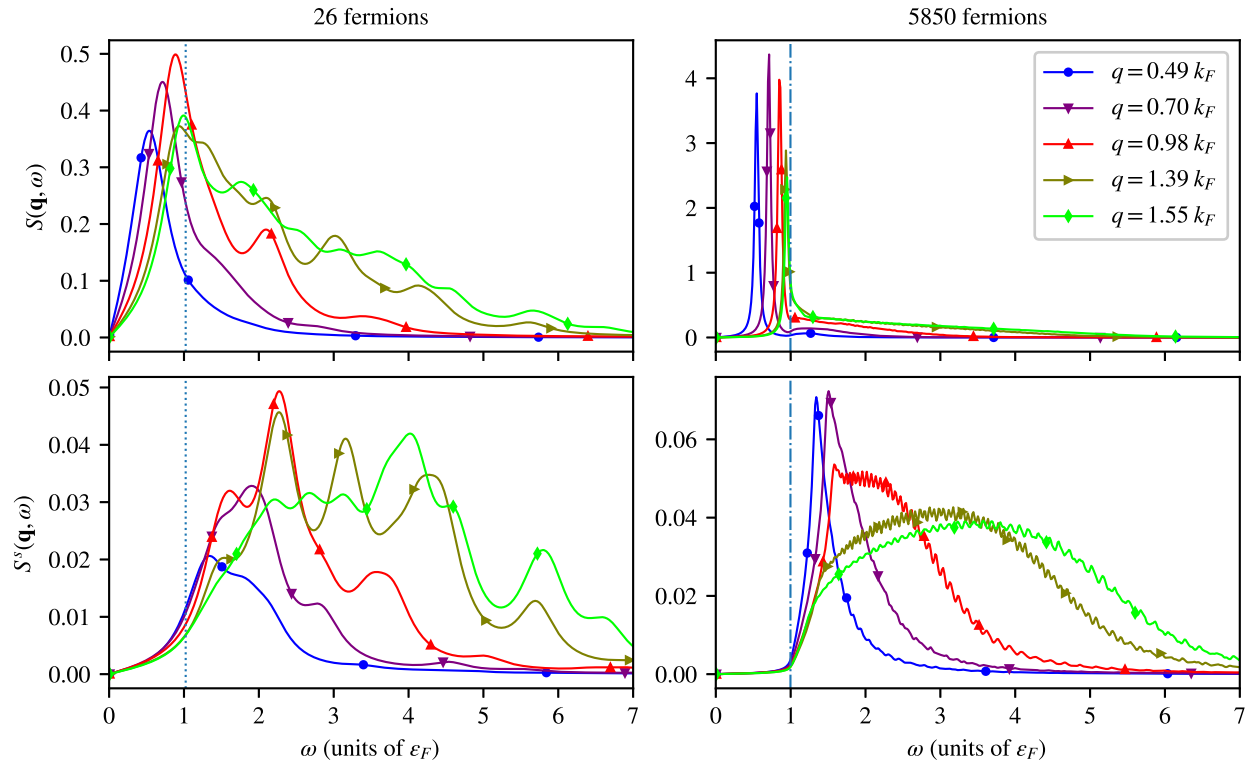 26 fermions
5850 fermions
S(q, ω)
0.5
0.4
0.3
0.2
0.1
0.0
4
3
2
1
0
q = 0.49 k_F
q = 0.70 k_F
q = 0.98 k_F
q = 1.39 k_F
q = 1.55 k_F
S^s(q, ω)
0.05
0.04
0.03
0.02
0.01
0.00
0.06
0.04
0.02
0.00
0 1 2 3 4 5 6 7
0 1 2 3 4 5 6 7
ω (units of ε_F)
ω (units of ε_F)